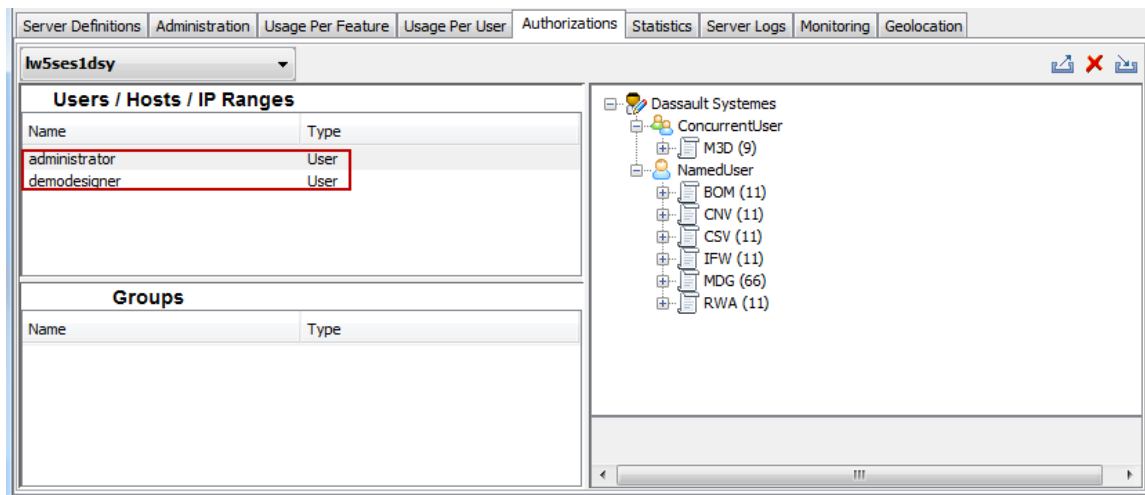 Server Definitions Administration Usage Per Feature Usage Per User Authorizations Statistics Server Logs Monitoring Geolocation
lw5ses1dsy
Users / Hosts / IP Ranges
Name Type
administrator User
demodesigner User
Groups
Name Type
Dassault Systemes
ConcurrentUser
M3D (9)
NamedUser
BOM (11)
CNV (11)
CSV (11)
IFW (11)
MDG (66)
RWA (11)